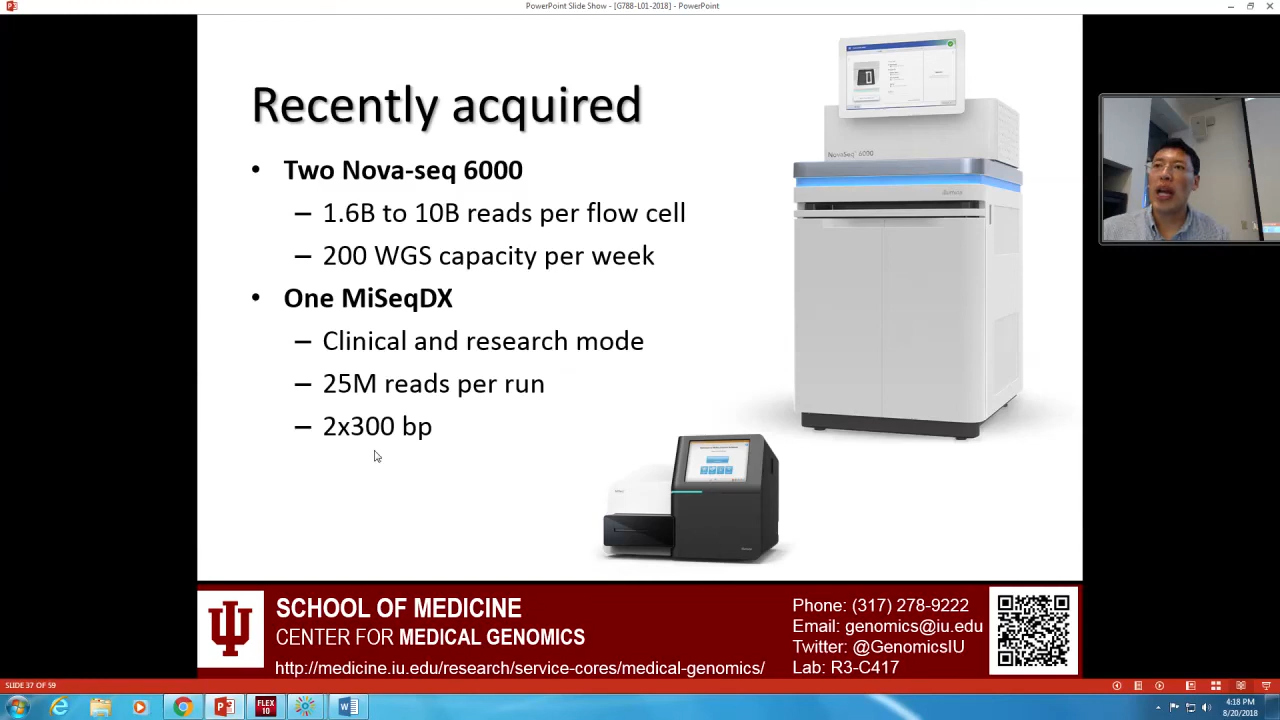 PowerPoint Slide Show - [G788-L01-2018] - PowerPoint
Recently acquired
• Two Nova-seq 6000
– 1.6B to 10B reads per flow cell
– 200 WGS capacity per week
• One MiSeqDX
– Clinical and research mode
– 25M reads per run
– 2x300 bp
NovaSeq 6000
SCHOOL OF MEDICINE
CENTER FOR MEDICAL GENOMICS
http://medicine.iu.edu/research/service-cores/medical-genomics/
Phone: (317) 278-9222
Email: genomics@iu.edu
Twitter: @GenomicsIU
Lab: R3-C417
SLIDE 37 OF 59
FLEX
10
4:18 PM
8/20/2018